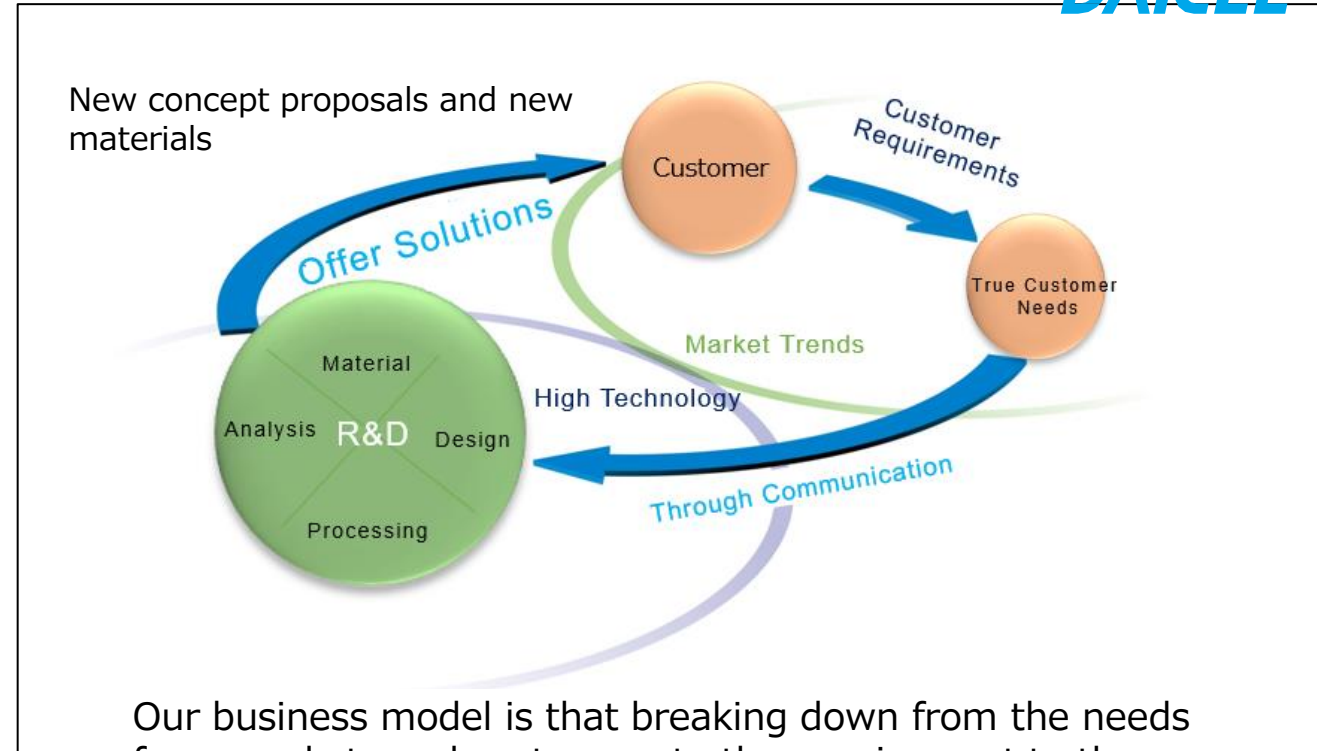 DAICEL
New concept proposals and new
materials
Customer
Customer
Requirements
Offer Solutions
True Customer
Needs
Market Trends
Material
High Technology
Analysis
R&D
Design
Processing
Through Communication
Our business model is that breaking down from the needs